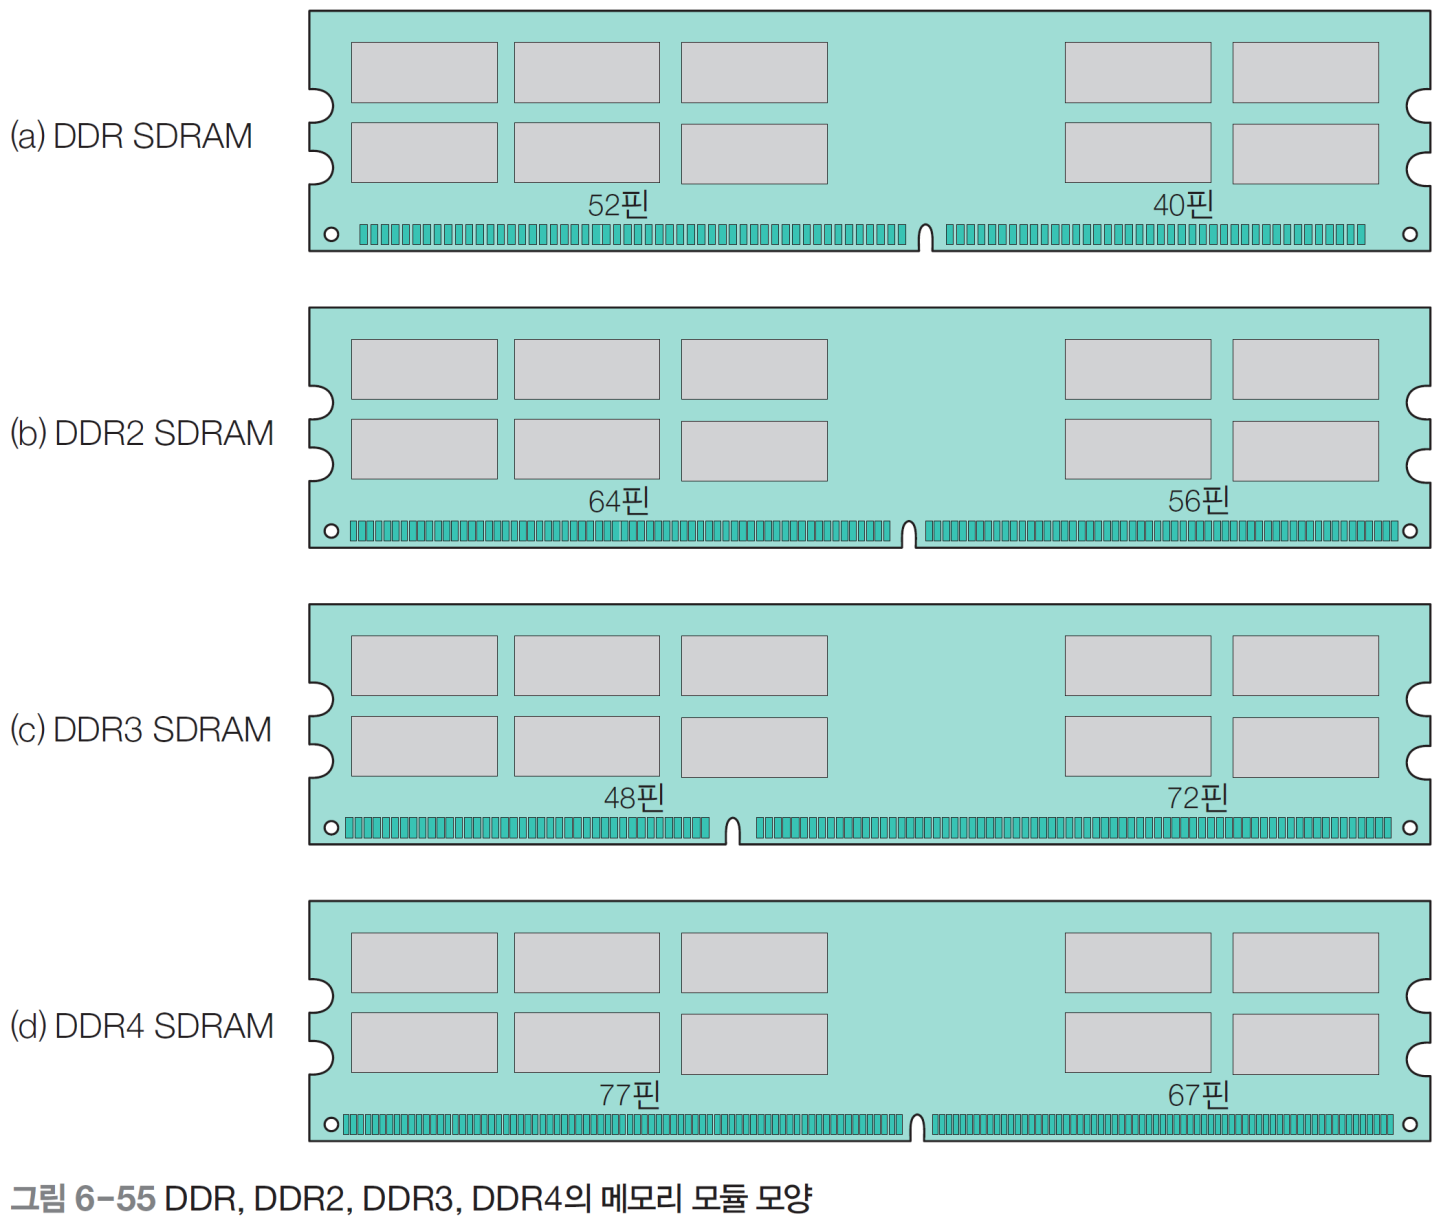 (a) DDR SDRAM
52핀 40핀
(b) DDR2 SDRAM
64핀 56핀
(c) DDR3 SDRAM
48핀 72핀
(d) DDR4 SDRAM
77핀 67핀
그림 6-55 DDR, DDR2, DDR3, DDR4의 메모리 모듈 모양